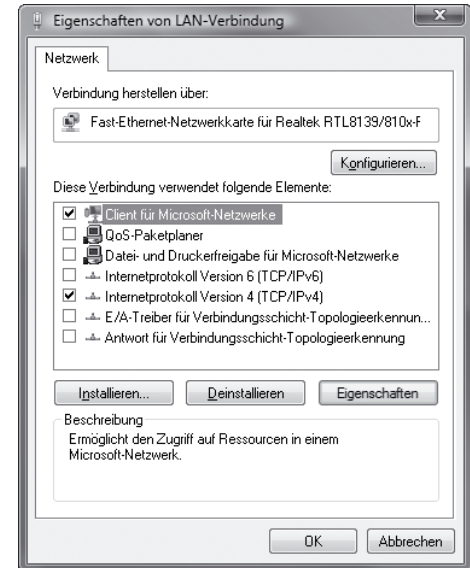 Eigenschaften von LAN-Verbindung
Netzwerk
Verbindung herstellen über:
Fast-Ethernet-Netzwerkkarte für Realtek RTL8139/810x-F
Konfigurieren...
Diese Verbindung verwendet folgende Elemente:
Client für Microsoft-Netzwerke
QoS-Paketplaner
Datei- und Druckerfreigabe für Microsoft-Netzwerke
Internetprotokoll Version 6 (TCP/IPv6)
Internetprotokoll Version 4 (TCP/IPv4)
E/A-Treiber für Verbindungsschicht-Topologieerkennun...
Antwort für Verbindungsschicht-Topologieerkennung
Installieren... Deinstallieren Eigenschaften
Beschreibung
Ermöglicht den Zugriff auf Ressourcen in einem
Microsoft-Netzwerk.
OK Abbrechen